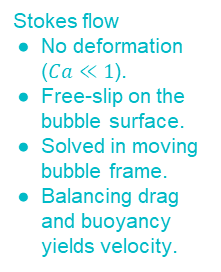 Stokes flow
● No deformation
(𝐶𝑎 ≪ 1).
● Free-slip on the
bubble surface.
● Solved in moving
bubble frame.
● Balancing drag
and buoyancy
yields velocity.